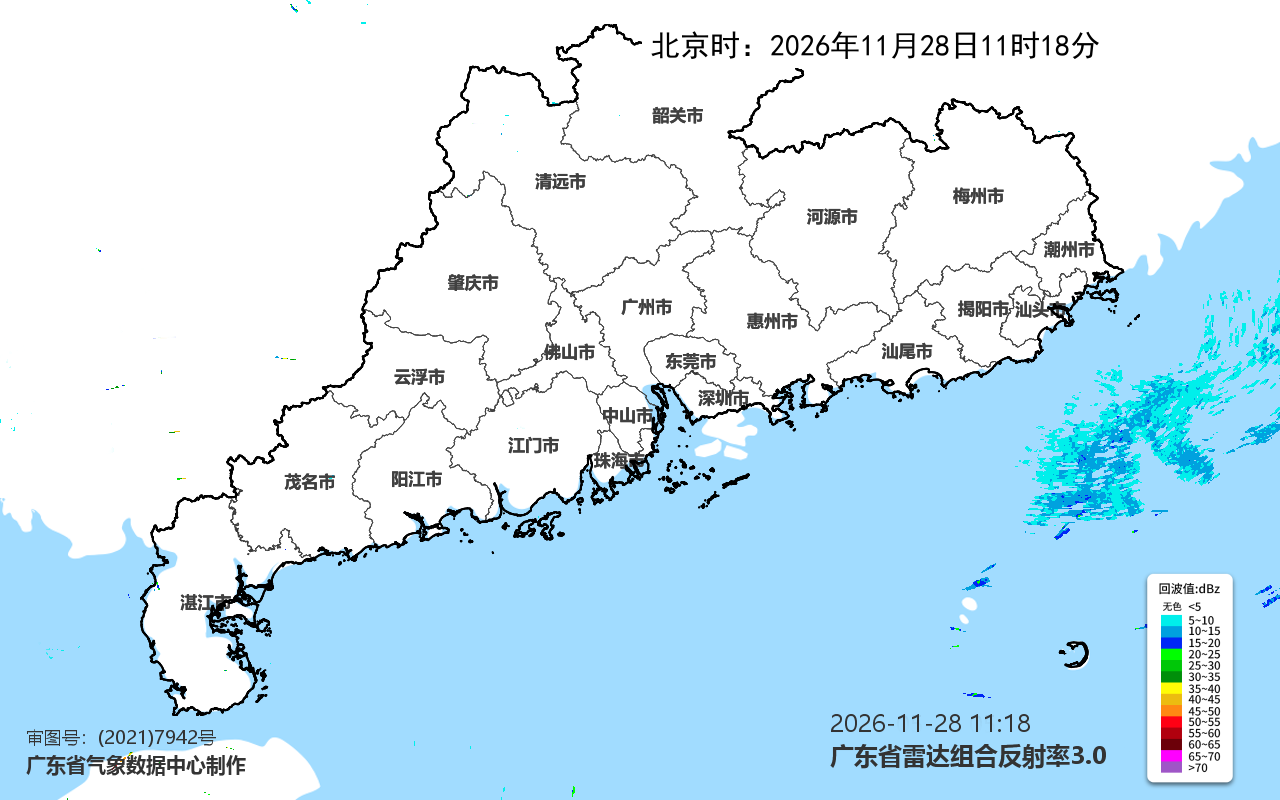 北京时：2026年11月28日11时18分
韶关市
清远市
梅州市
河源市
潮州市
肇庆市
广州市
揭阳市
汕头市
惠州市
佛山市
汕尾市
东莞市
云浮市
深圳市
中山市
江门市
珠海市
阳江市
茂名市
湛江市
回波值:dBz
无色 <5
5~10
10~15
15~20
20~25
25~30
30~35
35~40
40~45
45~50
50~55
55~60
60~65
65~70
>70
2026-11-28 11:18
广东省雷达组合反射率3.0
审图号：(2021)7942号
广东省气象数据中心制作